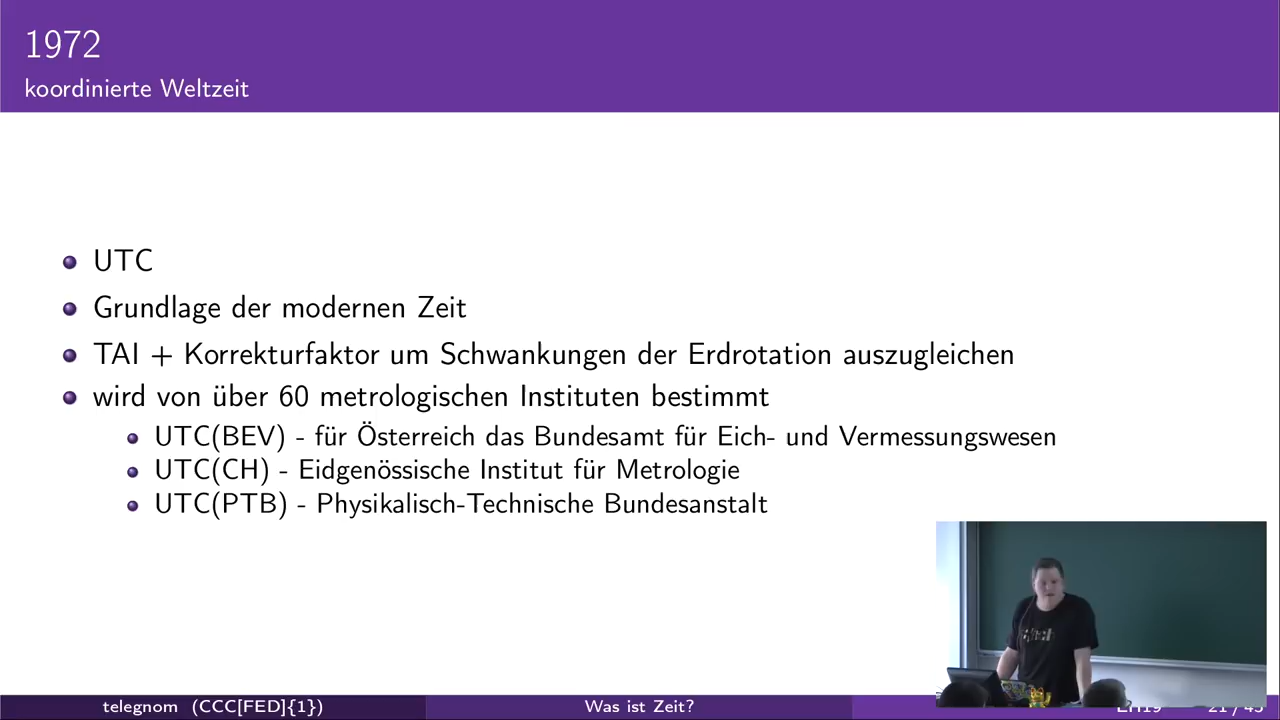 1972
koordinierte Weltzeit
UTC
Grundlage der modernen Zeit
TAI + Korrekturfaktor um Schwankungen der Erdrotation auszugleichen
wird von über 60 metrologischen Instituten bestimmt
UTC(BEV) - für Österreich das Bundesamt für Eich- und Vermessungswesen
UTC(CH) - Eidgenössische Institut für Metrologie
UTC(PTB) - Physikalisch-Technische Bundesanstalt
telegnom (CCC[FED]{1}) Was ist Zeit? EH19 21 / 45